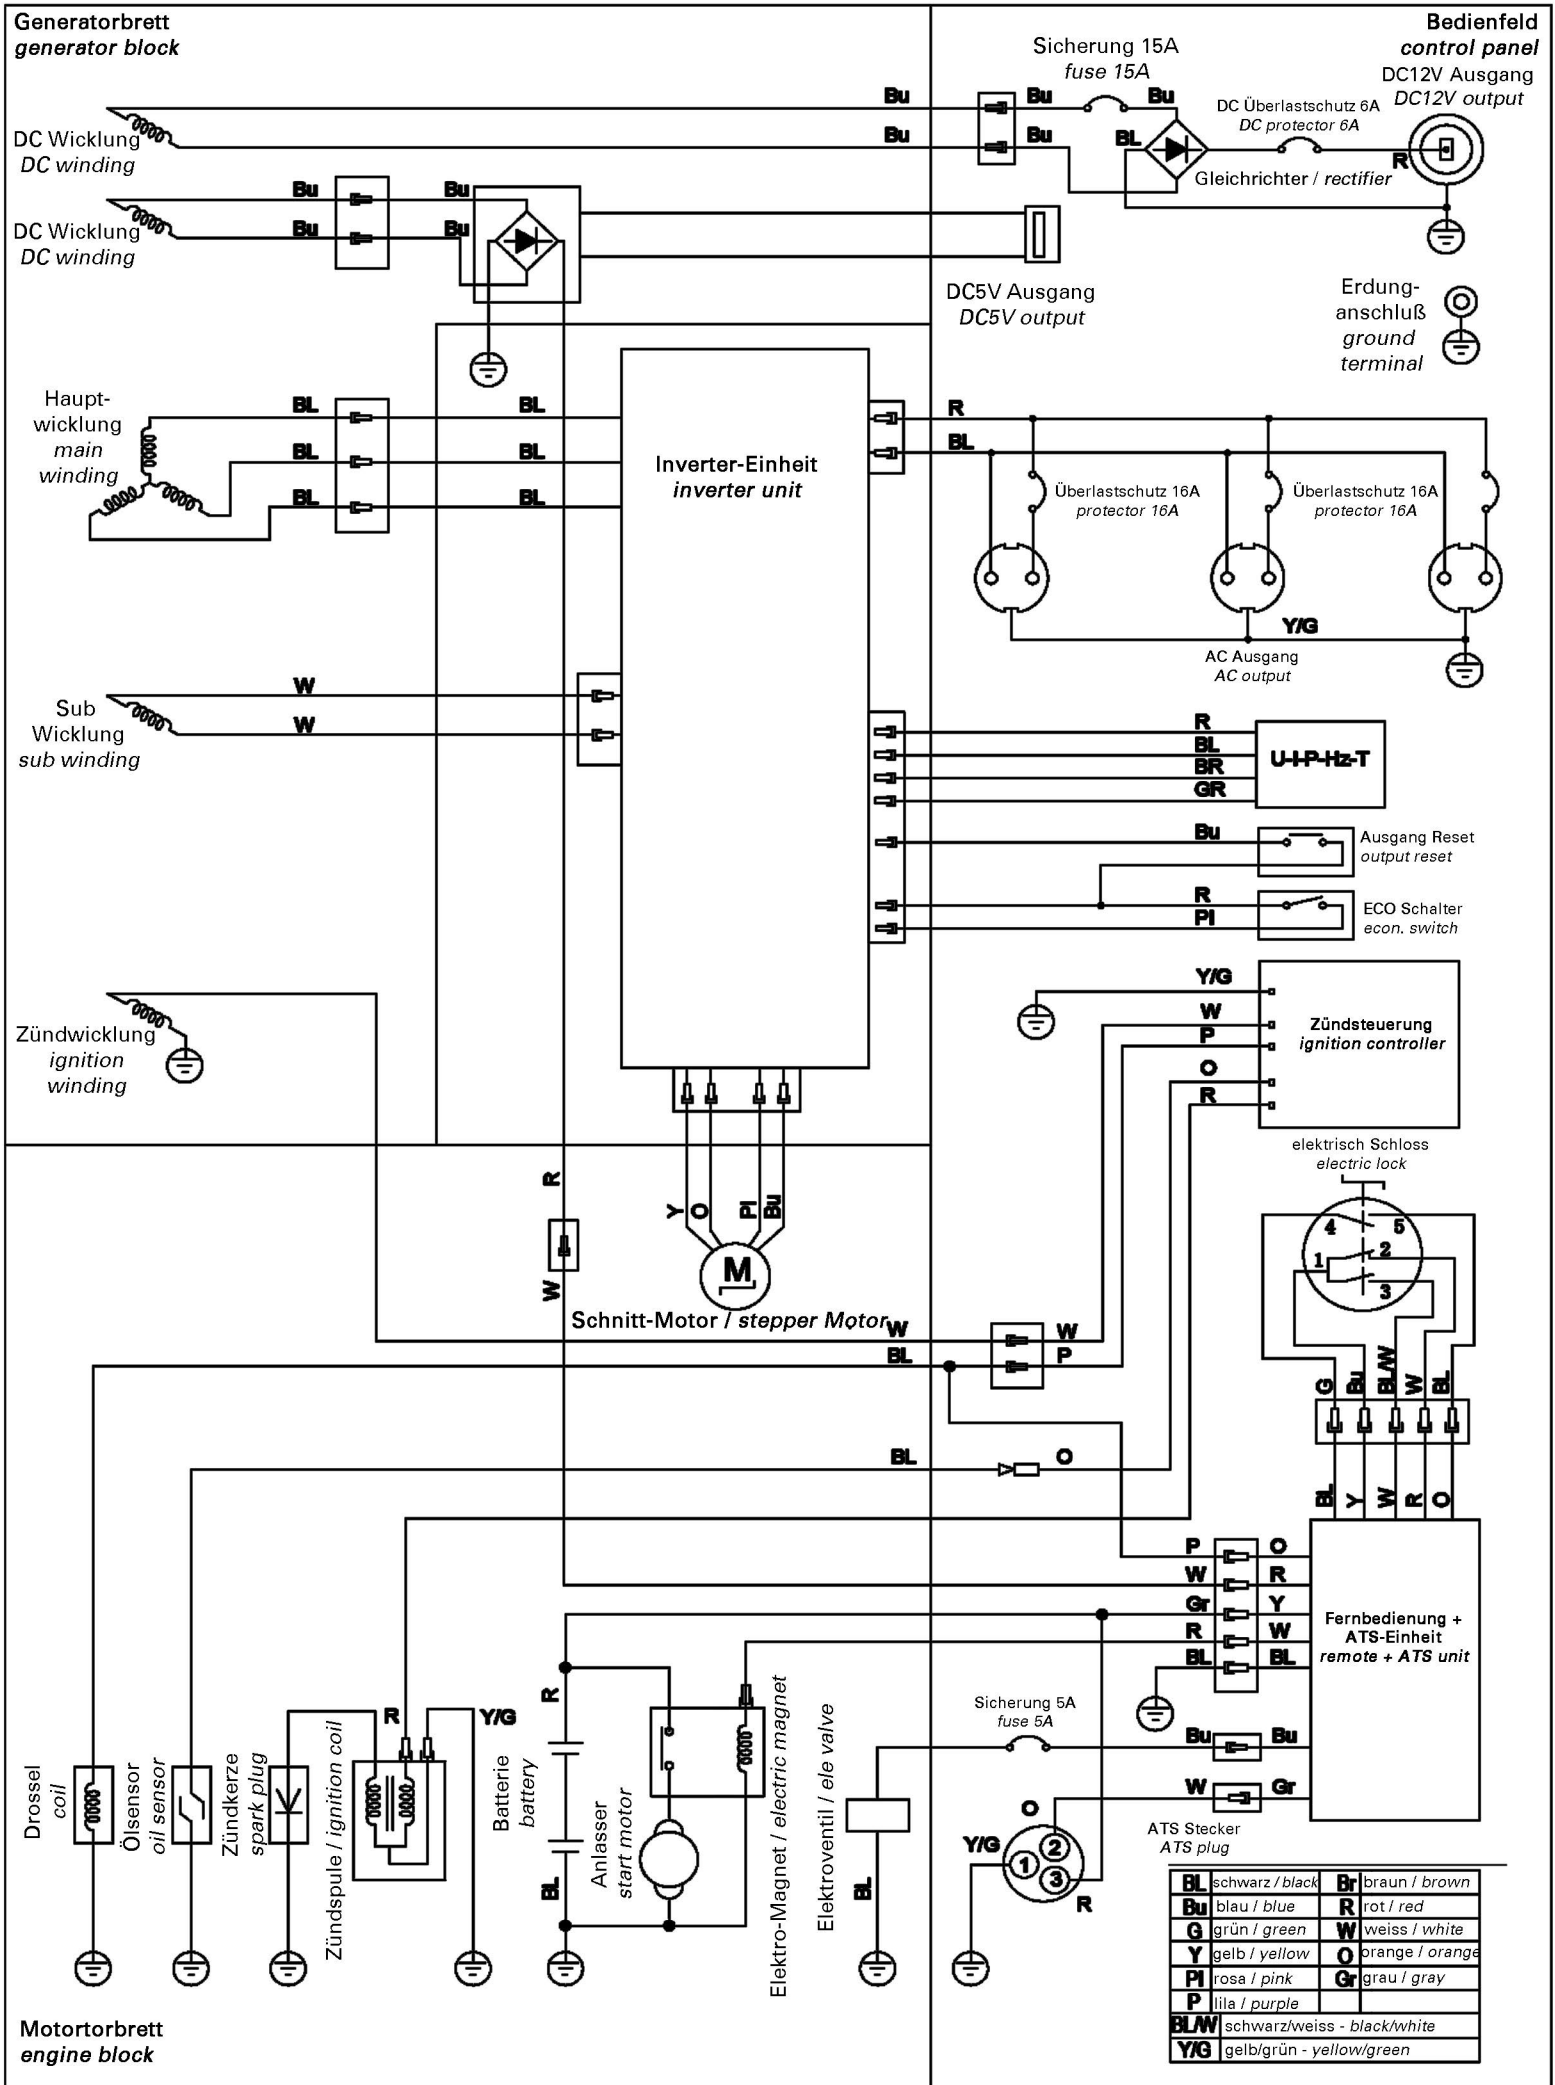 Generatorbrett
generator block
Bedienfeld
control panel
Sicherung 15A
fuse 15A
DC12V Ausgang
DC12V output
DC Überlastschutz 6A
DC protector 6A
Bu
Bu
Bu
Bu
Bu
BL
R
DC Wicklung
DC winding
Gleichrichter / rectifier
Bu
Bu
Bu
Bu
DC Wicklung
DC winding
DC5V Ausgang
DC5V output
Erdung-
anschluß
ground
terminal
Haupt-
wicklung
main
winding
BL
BL
BL
BL
BL
BL
Inverter-Einheit
inverter unit
R
BL
Überlastschutz 16A
protector 16A
Überlastschutz 16A
protector 16A
Y/G
AC Ausgang
AC output
W
W
Sub
Wicklung
sub winding
R
BL
BR
GR
U-I-P-Hz-T
Bu
Ausgang Reset
output reset
R
PI
ECO Schalter
econ. switch
Zündwicklung
ignition
winding
Y/G
W
P
O
R
Zündsteuerung
ignition controller
elektrisch Schloss
electric lock
4
5
1
2
3
R
W
Y
O
PI
Bu
M
Schnitt-Motor / stepper Motor
W
W
BL
P
G
Bu
BL/W
W
BL
BL
O
BL
Y
W
R
O
P
O
W
R
Gr
Y
R
W
BL
BL
Fernbedienung +
ATS-Einheit
remote + ATS unit
Bu
Bu
W
Gr
Sicherung 5A
fuse 5A
ATS Stecker
ATS plug
O
Y/G
1
2
3
R
Drossel
coil
Ölsensor
oil sensor
Zündkerze
spark plug
Zündspule / ignition coil
R
Y/G
Batterie
battery
R
BL
Anlasser
start motor
Elektro-Magnet / electric magnet
Elektroventil / ele valve
BL
BL schwarz / black Br braun / brown
Bu blau / blue R rot / red
G grün / green W weiss / white
Y gelb / yellow O orange / orange
PI rosa / pink Gr grau / gray
P lila / purple
BL/W schwarz/weiss - black/white
Y/G gelb/grün - yellow/green
Motortorbrett
engine block